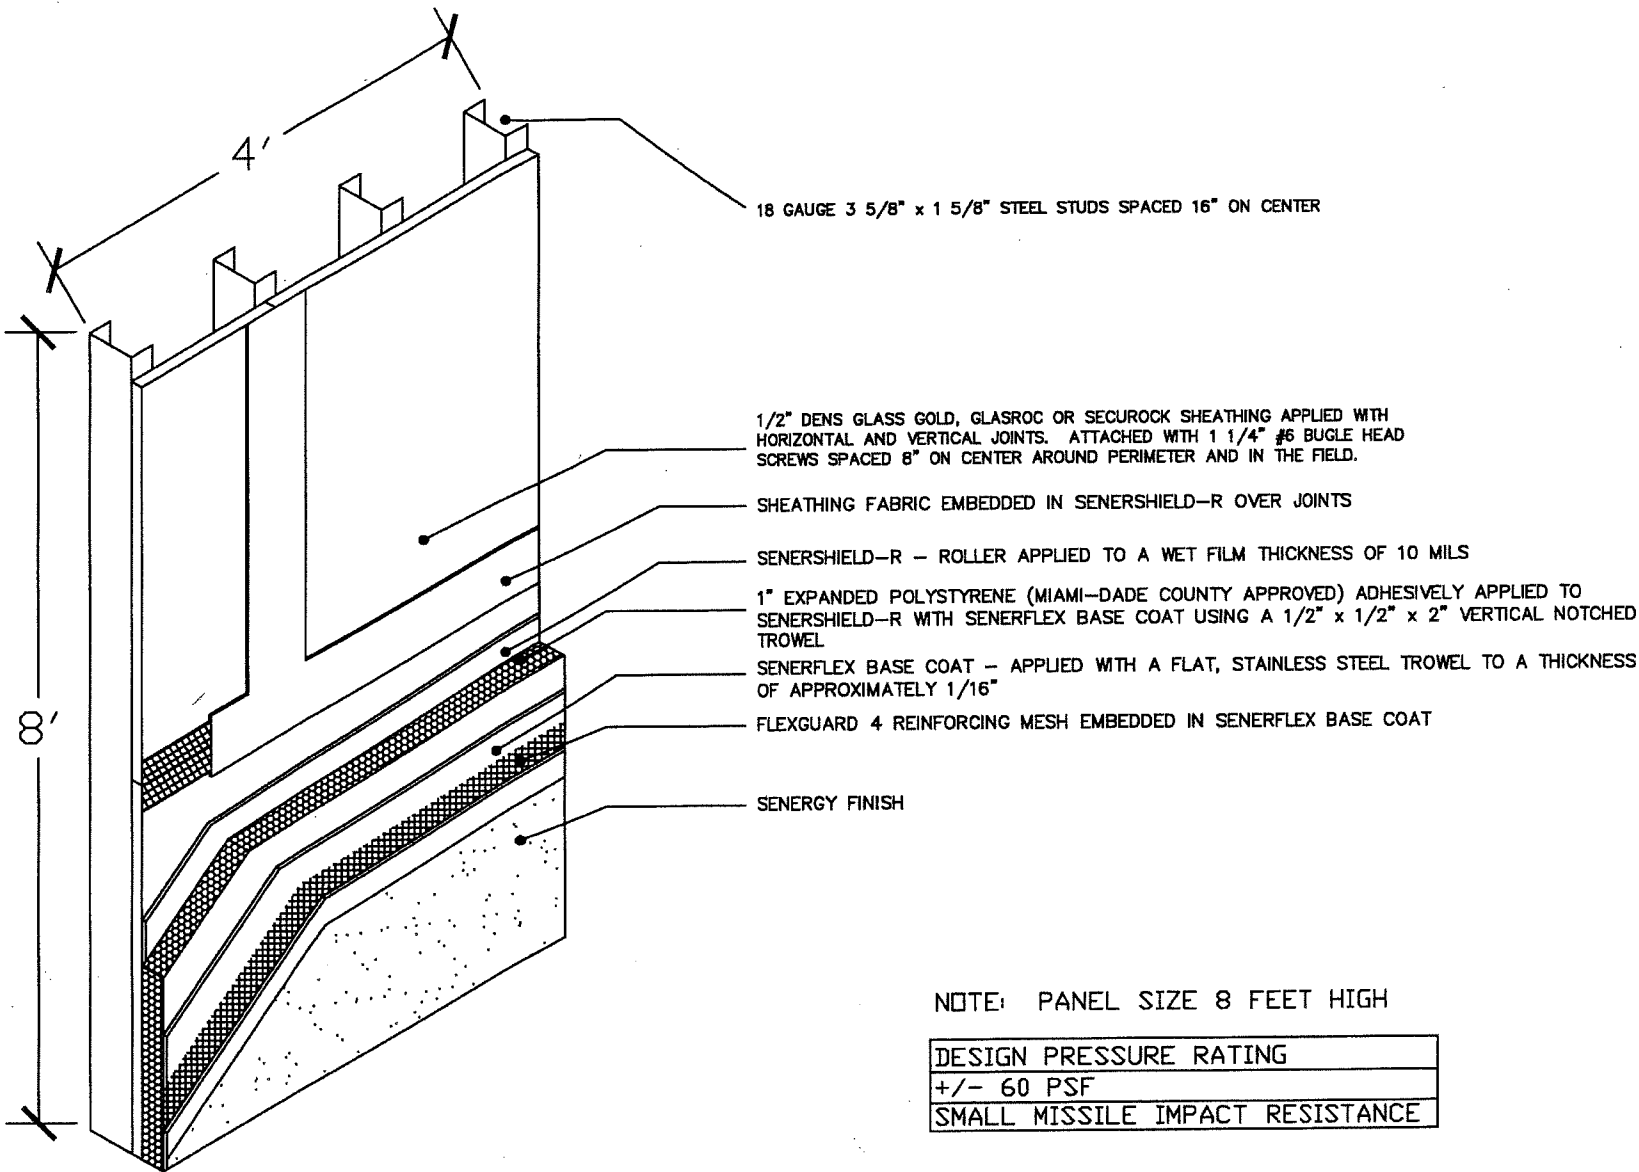 4'
18 GAUGE 3 5/8" x 1 5/8" STEEL STUDS SPACED 16" ON CENTER
1/2" DENS GLASS GOLD, GLASROC OR SECUROCK SHEATHING APPLIED WITH
HORIZONTAL AND VERTICAL JOINTS. ATTACHED WITH 1 1/4" #6 BUGLE HEAD
SCREWS SPACED 8" ON CENTER AROUND PERIMETER AND IN THE FIELD.
SHEATHING FABRIC EMBEDDED IN SENERSHIELD-R OVER JOINTS
SENERSHIELD-R - ROLLER APPLIED TO A WET FILM THICKNESS OF 10 MILS
1" EXPANDED POLYSTYRENE (MIAMI-DADE COUNTY APPROVED) ADHESIVELY APPLIED TO
SENERSHIELD-R WITH SENERFLEX BASE COAT USING A 1/2" x 1/2" x 2" VERTICAL NOTCHED
TROWEL
SENERFLEX BASE COAT - APPLIED WITH A FLAT, STAINLESS STEEL TROWEL TO A THICKNESS
OF APPROXIMATELY 1/16"
8'
FLEXGUARD 4 REINFORCING MESH EMBEDDED IN SENERFLEX BASE COAT
SENERGY FINISH
NOTE: PANEL SIZE 8 FEET HIGH
DESIGN PRESSURE RATING
+/- 60 PSF
SMALL MISSILE IMPACT RESISTANCE